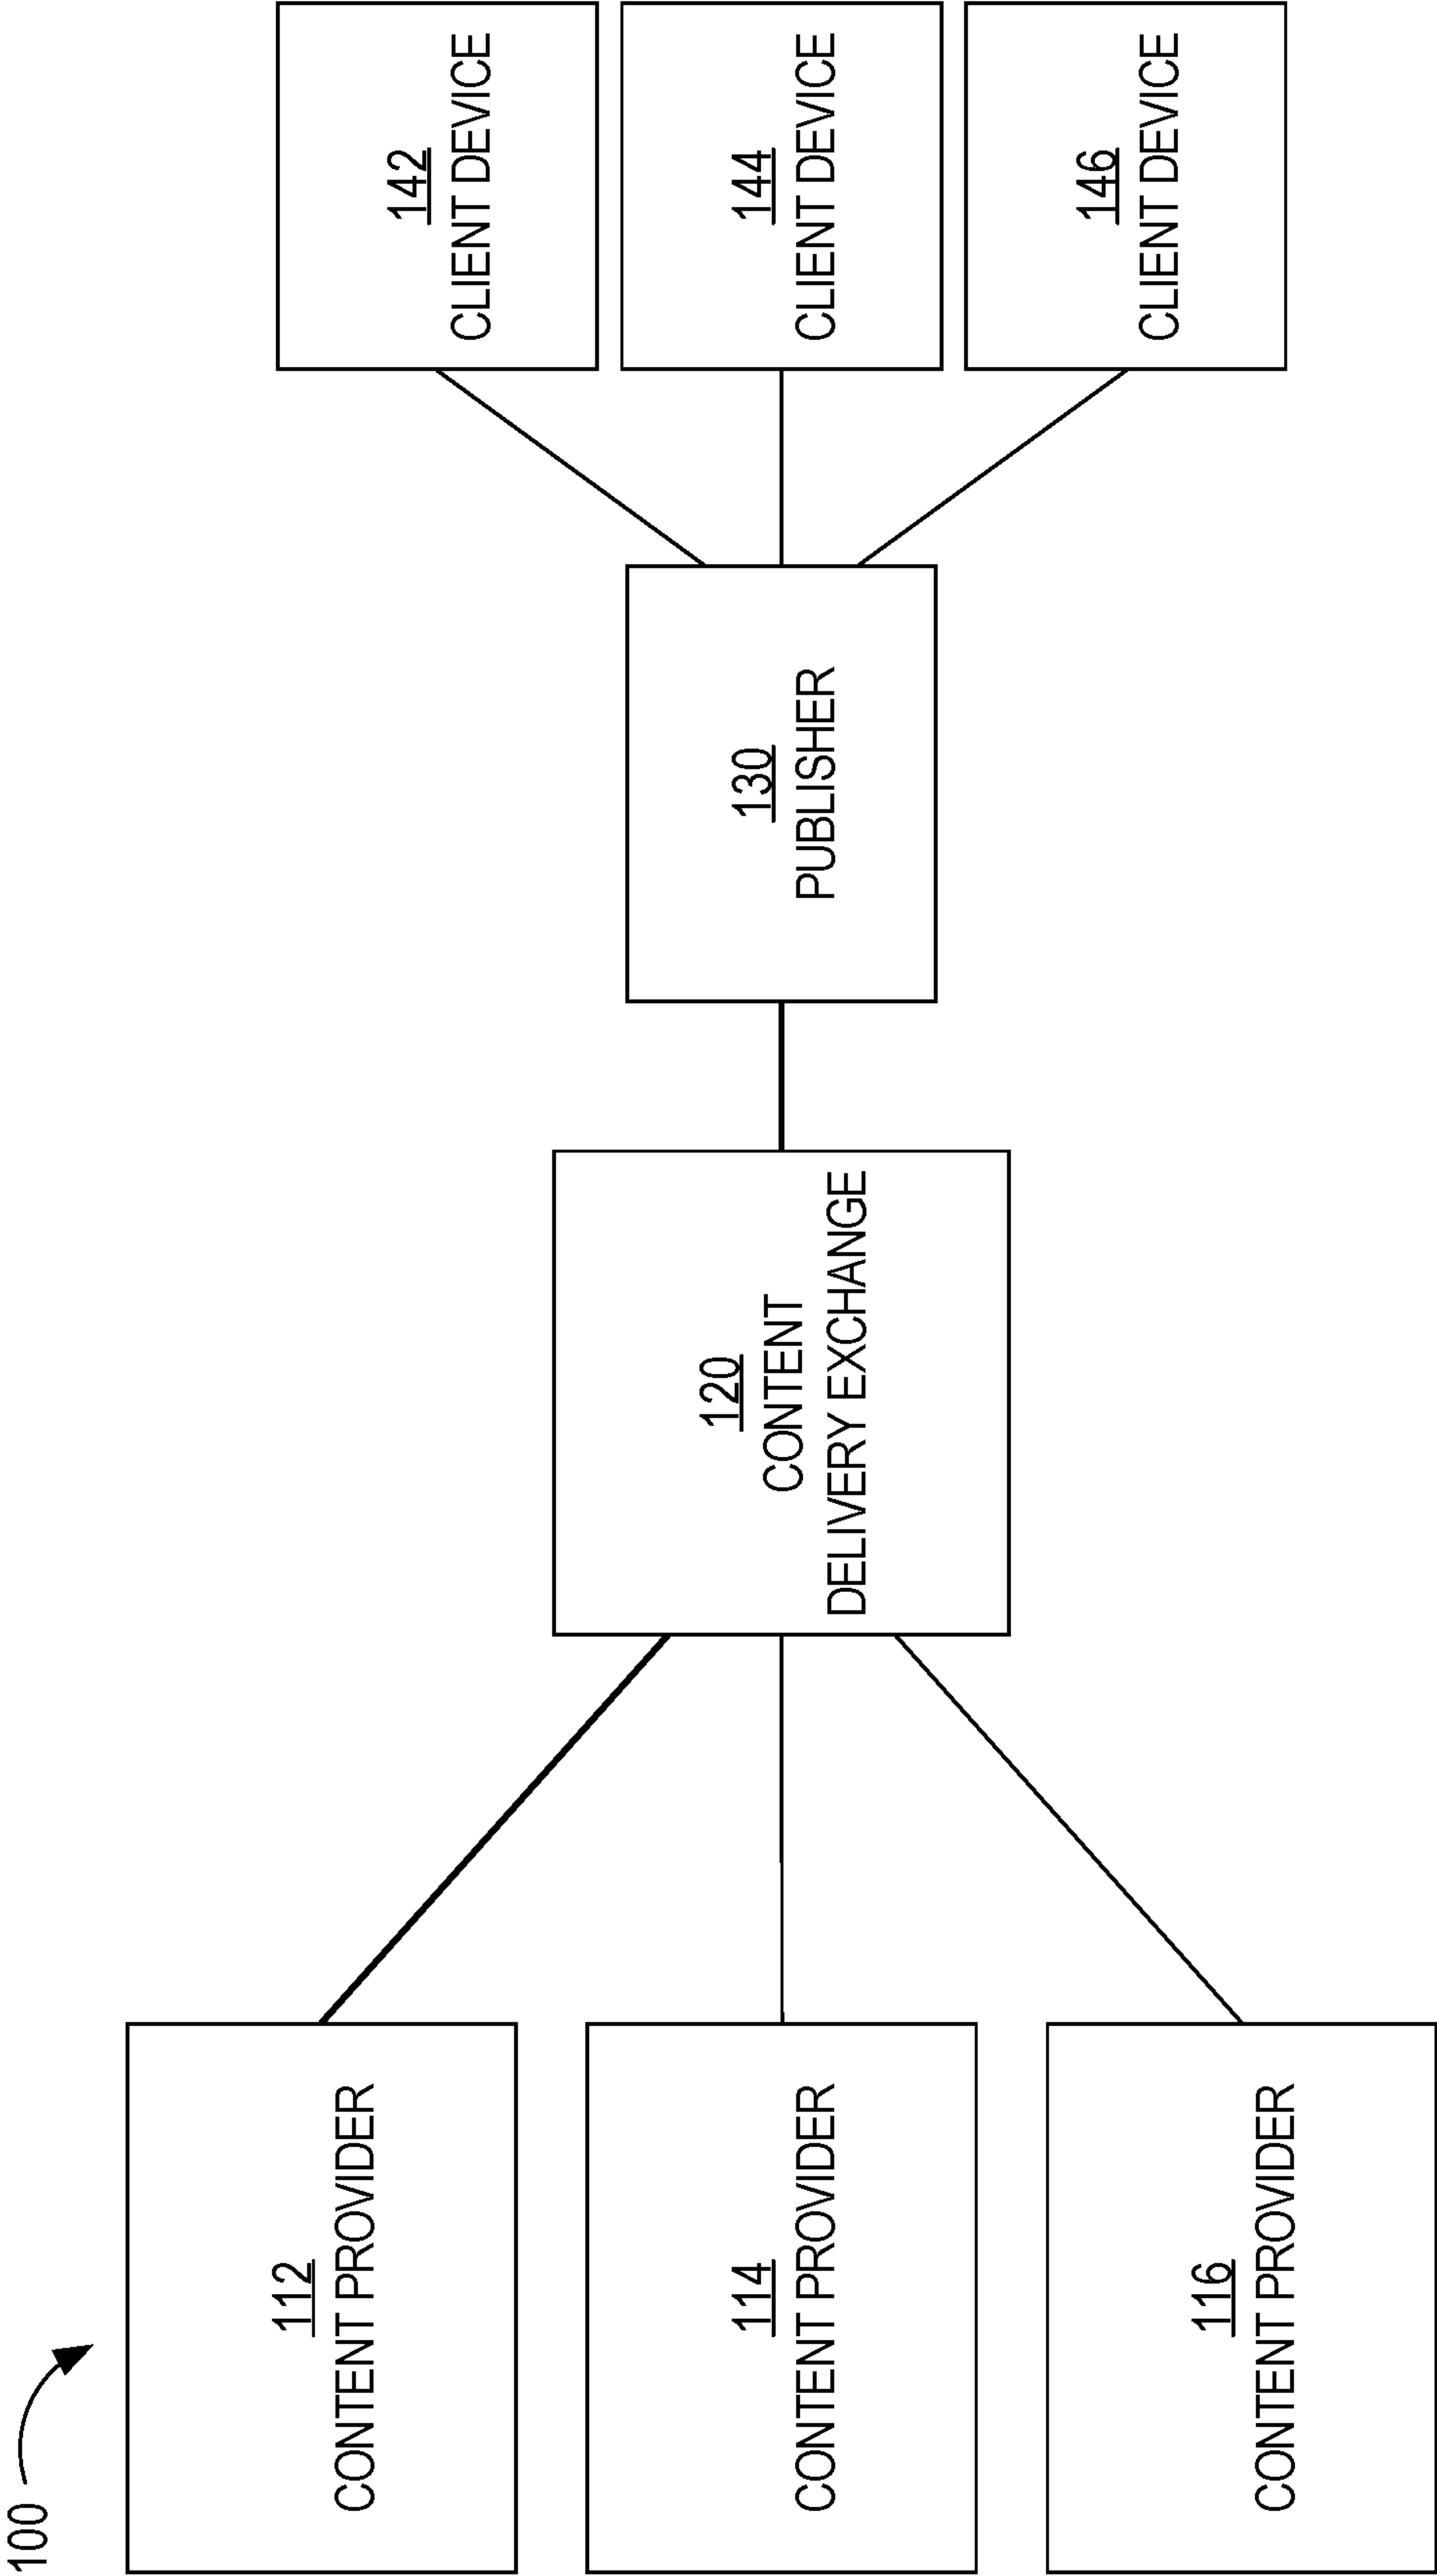 100
112
CONTENT PROVIDER
114
CONTENT PROVIDER
116
CONTENT PROVIDER
120
CONTENT
DELIVERY EXCHANGE
130
PUBLISHER
142
CLIENT DEVICE
144
CLIENT DEVICE
146
CLIENT DEVICE